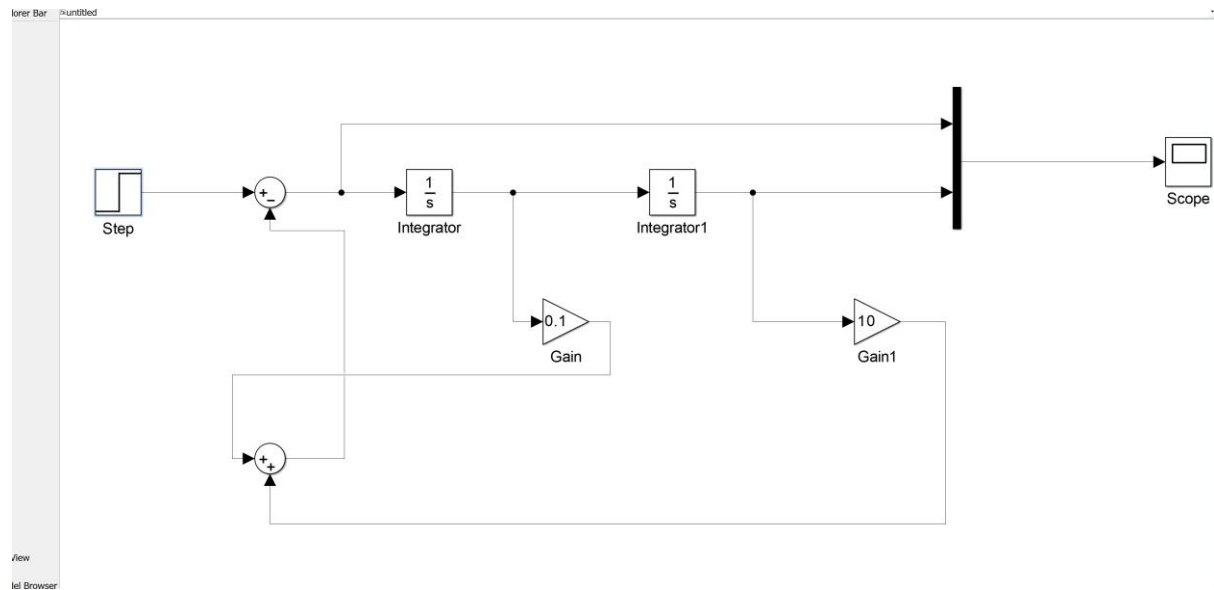 lorer Bar
untitled
+
−
1
s
1
s
Step
Integrator
Integrator1
Scope
0.1
10
Gain
Gain1
+
+
View
lel Browser